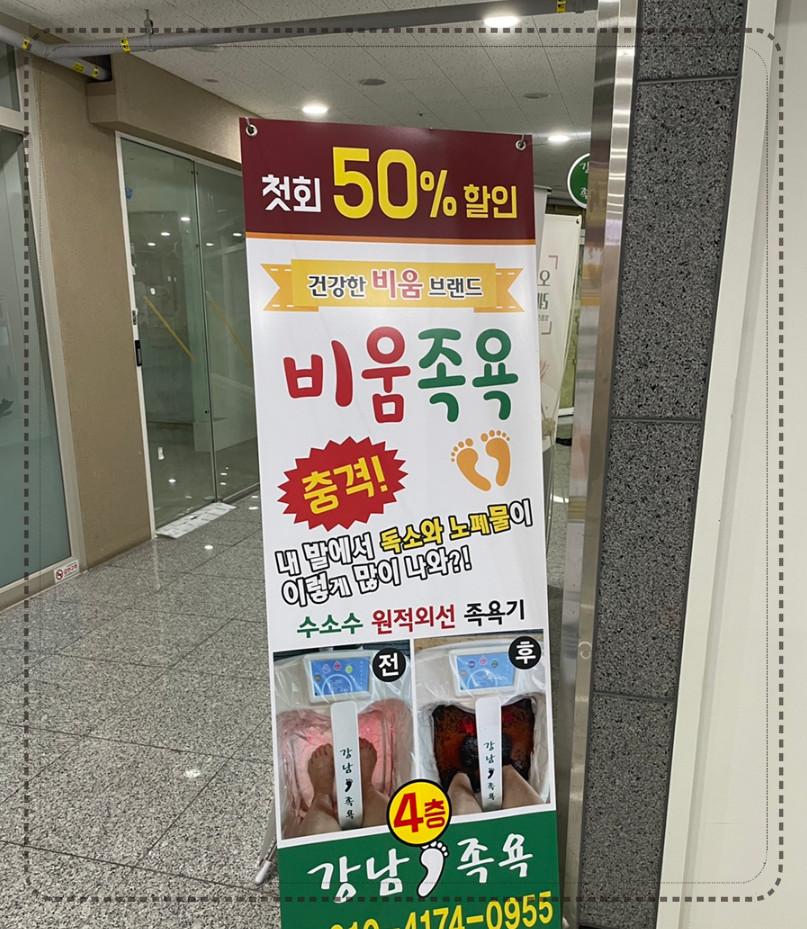 첫회 50% 할인
건강한 비움 브랜드
비움족욕
충격!
내 발에서 독소와 노폐물이
이렇게 많이 나와?!
수소수 원적외선 족욕기
전
후
강남 족욕
강남 족욕
4층
강남 족욕
010-4174-0955